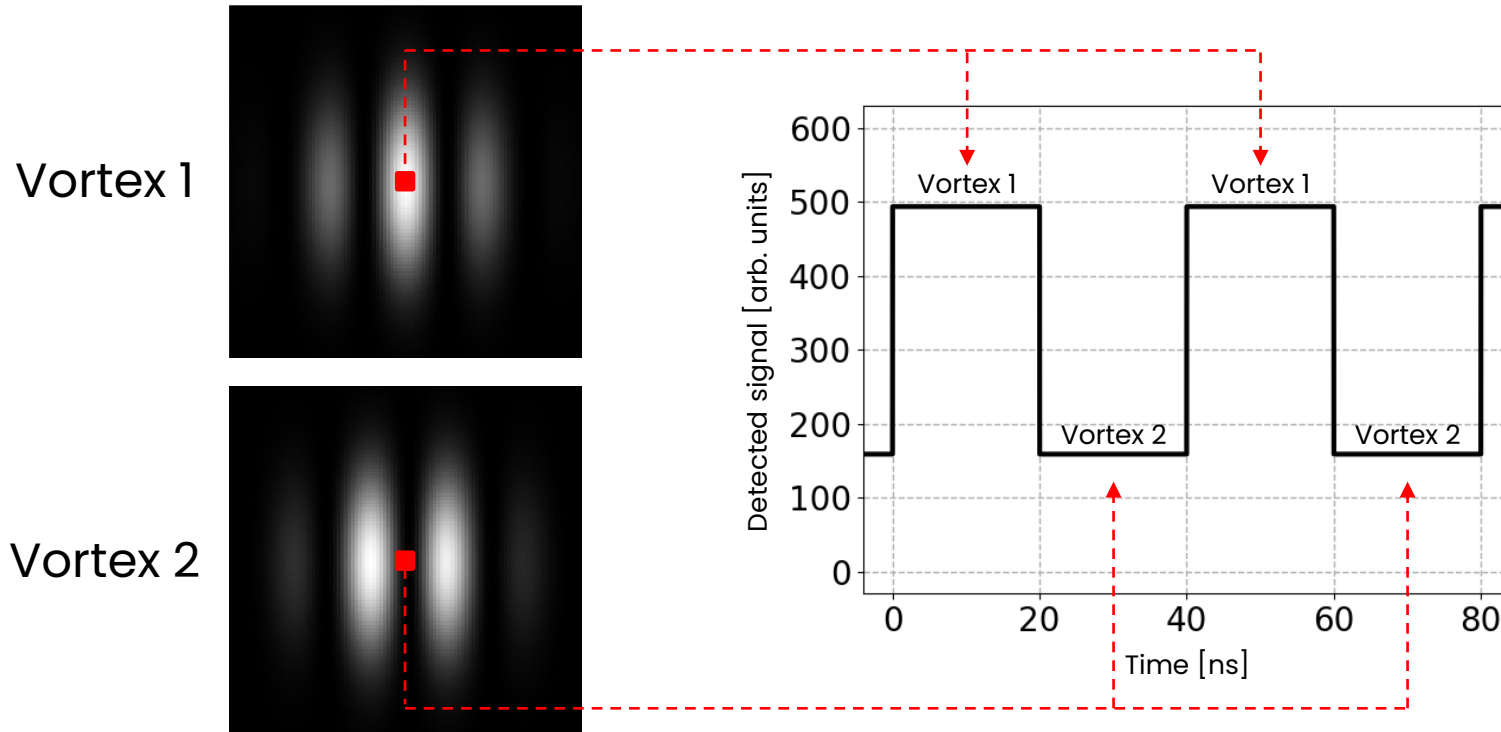 Vortex 1
Vortex 2
Detected signal [arb. units]
600
500
400
300
200
100
0
Vortex 1
Vortex 1
Vortex 2
Vortex 2
0 20 40 60 80
Time [ns]